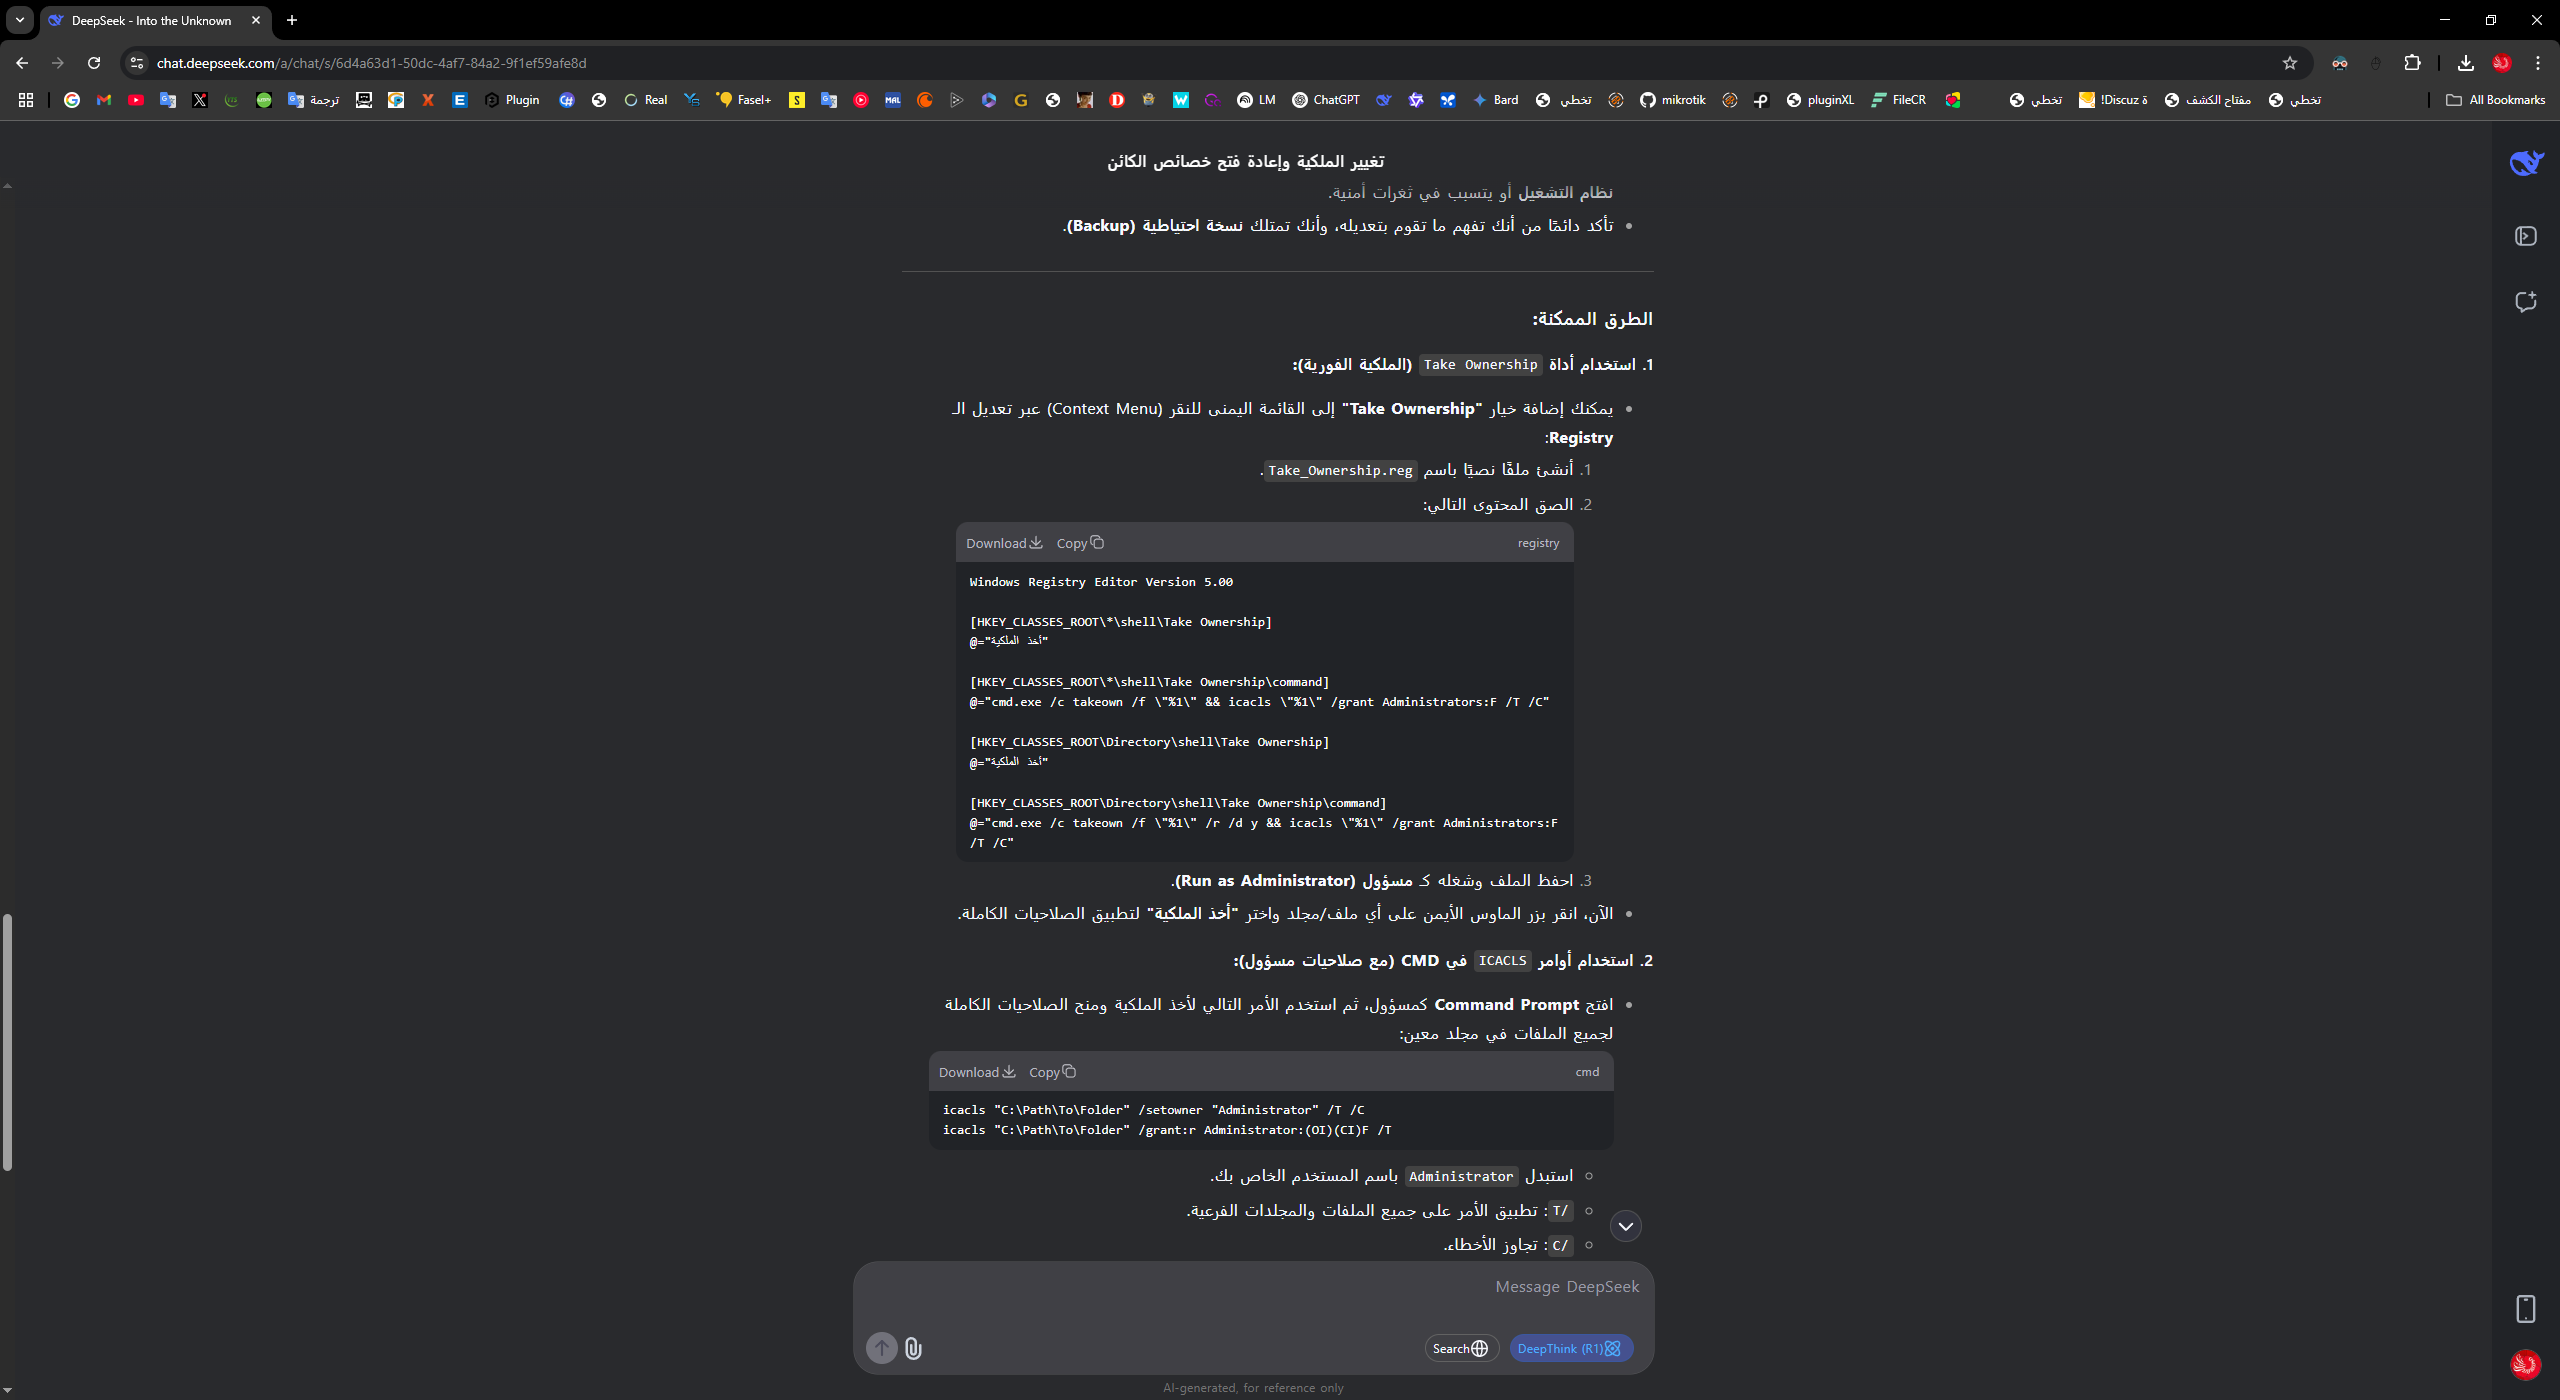 DeepSeek - Into the Unknown
chat.deepseek.com/a/chat/s/6d4a63d1-50dc-4af7-84a2-9f1ef59afe8d
ترجمة Plugin Real Fasel+ LM ChatGPT Bard تخطي mikrotik pluginXL FileCR تخطي Discuz! ة مفتاح الكشف تخطي All Bookmarks
تغيير الملكية وإعادة فتح خصائص الكائن
نظام التشغيل أو يتسبب في ثغرات أمنية.
تأكد دائمًا من أنك تفهم ما تقوم بتعديله، وأنك تمتلك نسخة احتياطية (Backup).
الطرق الممكنة:
1. استخدام أداة Take Ownership (الملكية الفورية):
يمكنك إضافة خيار "Take Ownership" إلى القائمة اليمنى للنقر (Context Menu) عبر تعديل الـ
Registry:
1. أنشئ ملفًا نصيًا باسم Take_Ownership.reg.
2. الصق المحتوى التالي:
Download Copy registry
Windows Registry Editor Version 5.00
[HKEY_CLASSES_ROOT\*\shell\Take Ownership]
@="أخذ الملكية"
[HKEY_CLASSES_ROOT\*\shell\Take Ownership\command]
@="cmd.exe /c takeown /f \"%1\" && icacls \"%1\" /grant Administrators:F /T /C"
[HKEY_CLASSES_ROOT\Directory\shell\Take Ownership]
@="أخذ الملكية"
[HKEY_CLASSES_ROOT\Directory\shell\Take Ownership\command]
@="cmd.exe /c takeown /f \"%1\" /r /d y && icacls \"%1\" /grant Administrators:F
/T /C"
3. احفظ الملف وشغله كـ مسؤول (Run as Administrator).
الآن، انقر بزر الماوس الأيمن على أي ملف/مجلد واختر "أخذ الملكية" لتطبيق الصلاحيات الكاملة.
2. استخدام أوامر ICACLS في CMD (مع صلاحيات مسؤول):
افتح Command Prompt كمسؤول، ثم استخدم الأمر التالي لأخذ الملكية ومنح الصلاحيات الكاملة
لجميع الملفات في مجلد معين:
Download Copy cmd
icacls "C:\Path\To\Folder" /setowner "Administrator" /T /C
icacls "C:\Path\To\Folder" /grant:r Administrator:(OI)(CI)F /T
استبدل Administrator باسم المستخدم الخاص بك.
T/: تطبيق الأمر على جميع الملفات والمجلدات الفرعية.
C/: تجاوز الأخطاء.
Message DeepSeek
Search DeepThink (R1)
AI-generated, for reference only